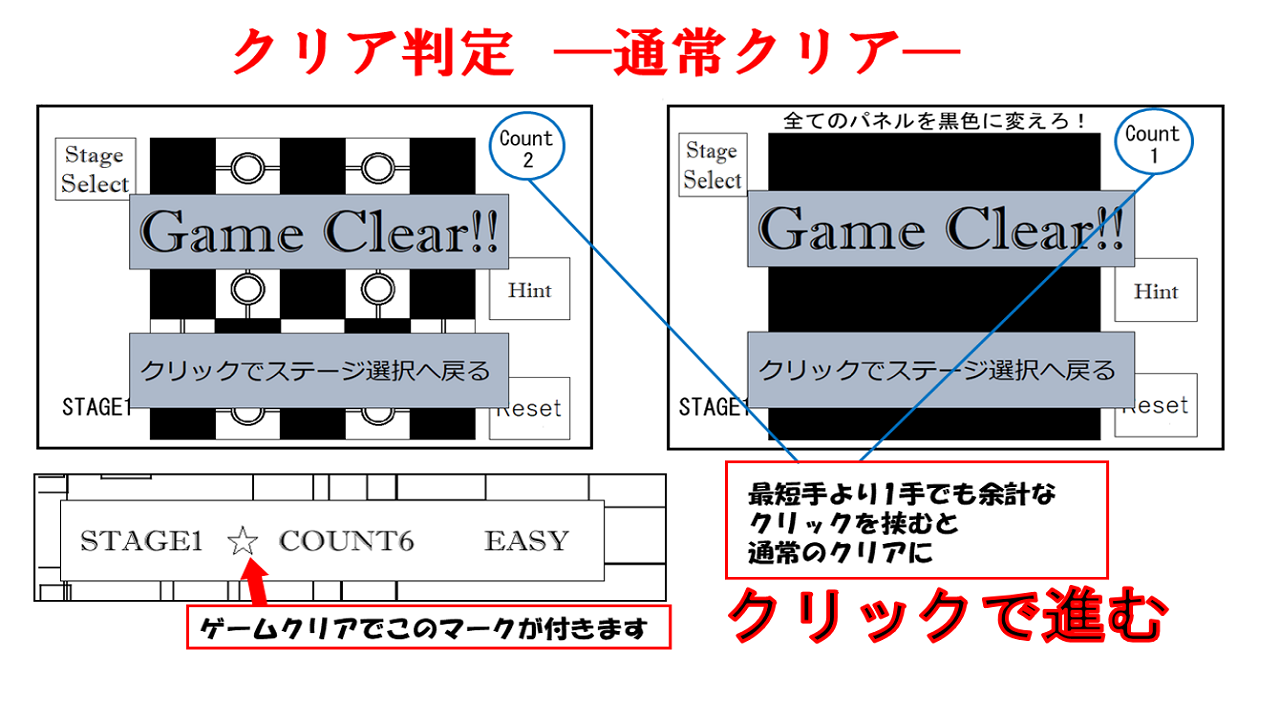 クリア判定 ―通常クリア―
Stage
Select
Count
2
Game Clear!!
Hint
クリックでステージ選択へ戻る
STAGE1
Reset
全てのパネルを黒色に変えろ！
Stage
Select
Count
1
Game Clear!!
Hint
クリックでステージ選択へ戻る
STAGE1
Reset
STAGE1 ☆ COUNT6 EASY
ゲームクリアでこのマークが付きます
最短手より1手でも余計な
クリックを挟むと
通常のクリアに
クリックで進む